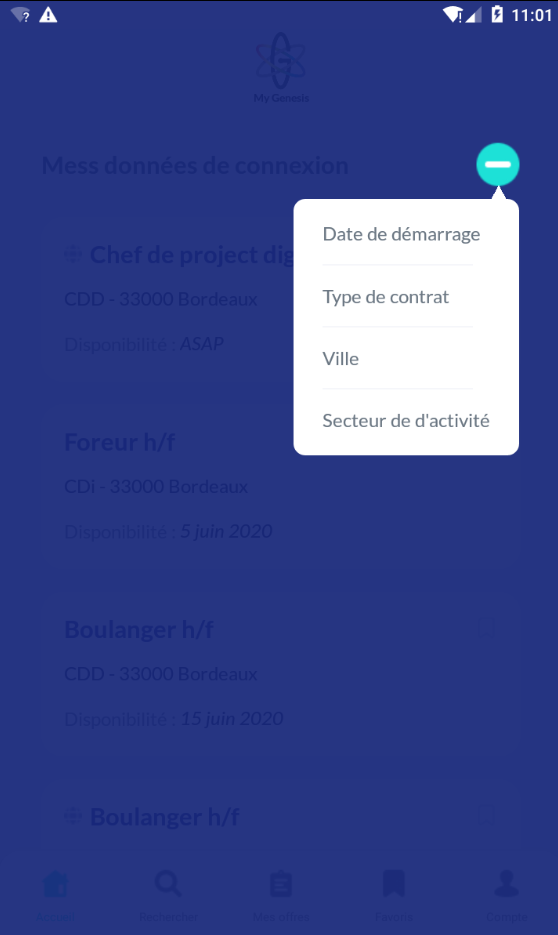 11:01
My Genesis
Mess données de connexion
Chef de project dig
CDD - 33000 Bordeaux
Disponibilité : ASAP
Date de démarrage
Type de contrat
Ville
Secteur de d'activité
Foreur h/f
CDi - 33000 Bordeaux
Disponibilité : 5 juin 2020
Boulanger h/f
CDD - 33000 Bordeaux
Disponibilité : 15 juin 2020
Boulanger h/f
Accueil
Rechercher
Mes offres
Favoris
Compte